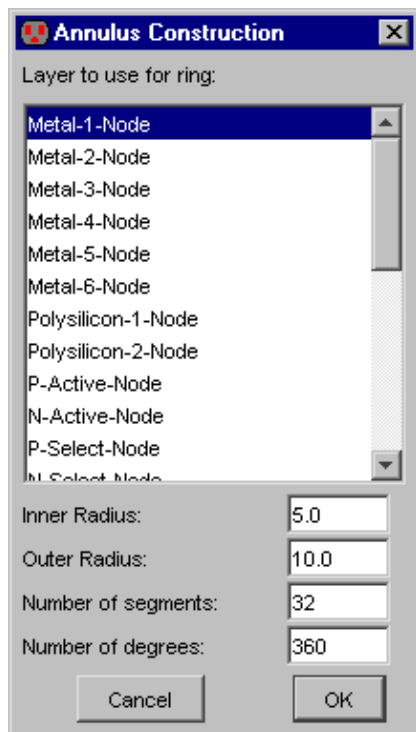 Annulus Construction
Layer to use for ring:
Metal-1-Node
Metal-2-Node
Metal-3-Node
Metal-4-Node
Metal-5-Node
Metal-6-Node
Polysilicon-1-Node
Polysilicon-2-Node
P-Active-Node
N-Active-Node
P-Select-Node
N-Select-Node
Inner Radius: 5.0
Outer Radius: 10.0
Number of segments: 32
Number of degrees: 360
Cancel OK